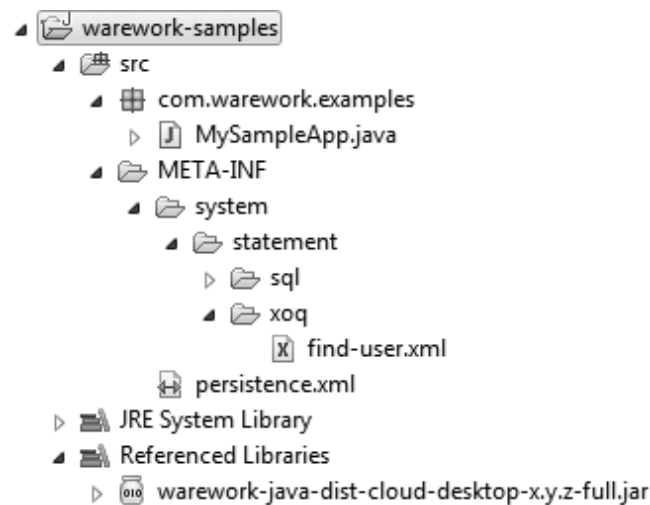 warework-samples
src
com.warework.examples
MySampleApp.java
META-INF
system
statement
sql
xoq
find-user.xml
persistence.xml
JRE System Library
Referenced Libraries
warework-java-dist-cloud-desktop-x.y.z-full.jar